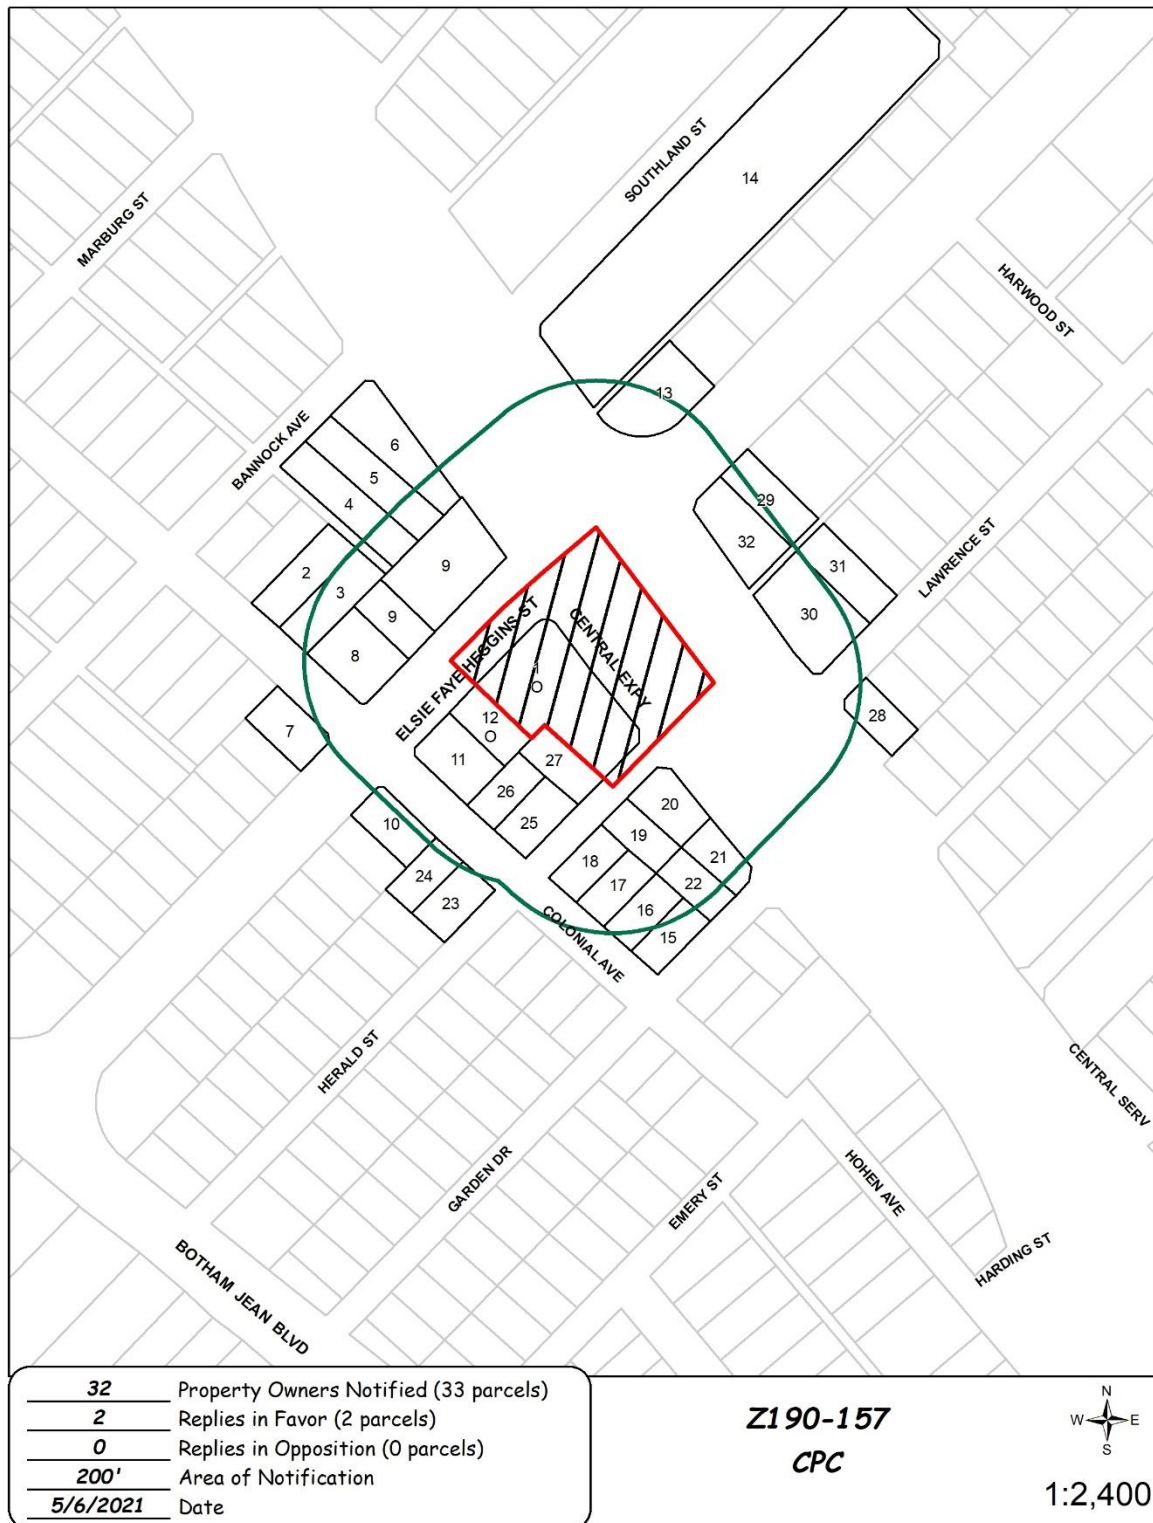 SOUTHLAND ST
14
MARBURG ST
HARWOOD ST
13
BANNOCK AVE
6
5
4
29
32
LAWRENCE ST
31
9
2
3
30
9
ELSIE FAYE HEGGINS ST
CENTRAL EXPY
8
1
O
28
7
12
O
11
27
26
25
20
10
19
21
18
17
22
24
16
23
15
COLONIAL AVE
HERALD ST
CENTRAL SERV
GARDEN DR
EMERY ST
HOHEN AVE
HARDING ST
BOTHAM JEAN BLVD
32 Property Owners Notified (33 parcels)
2 Replies in Favor (2 parcels)
0 Replies in Opposition (0 parcels)
200' Area of Notification
5/6/2021 Date
Z190-157
CPC
N
W E
S
1:2,400